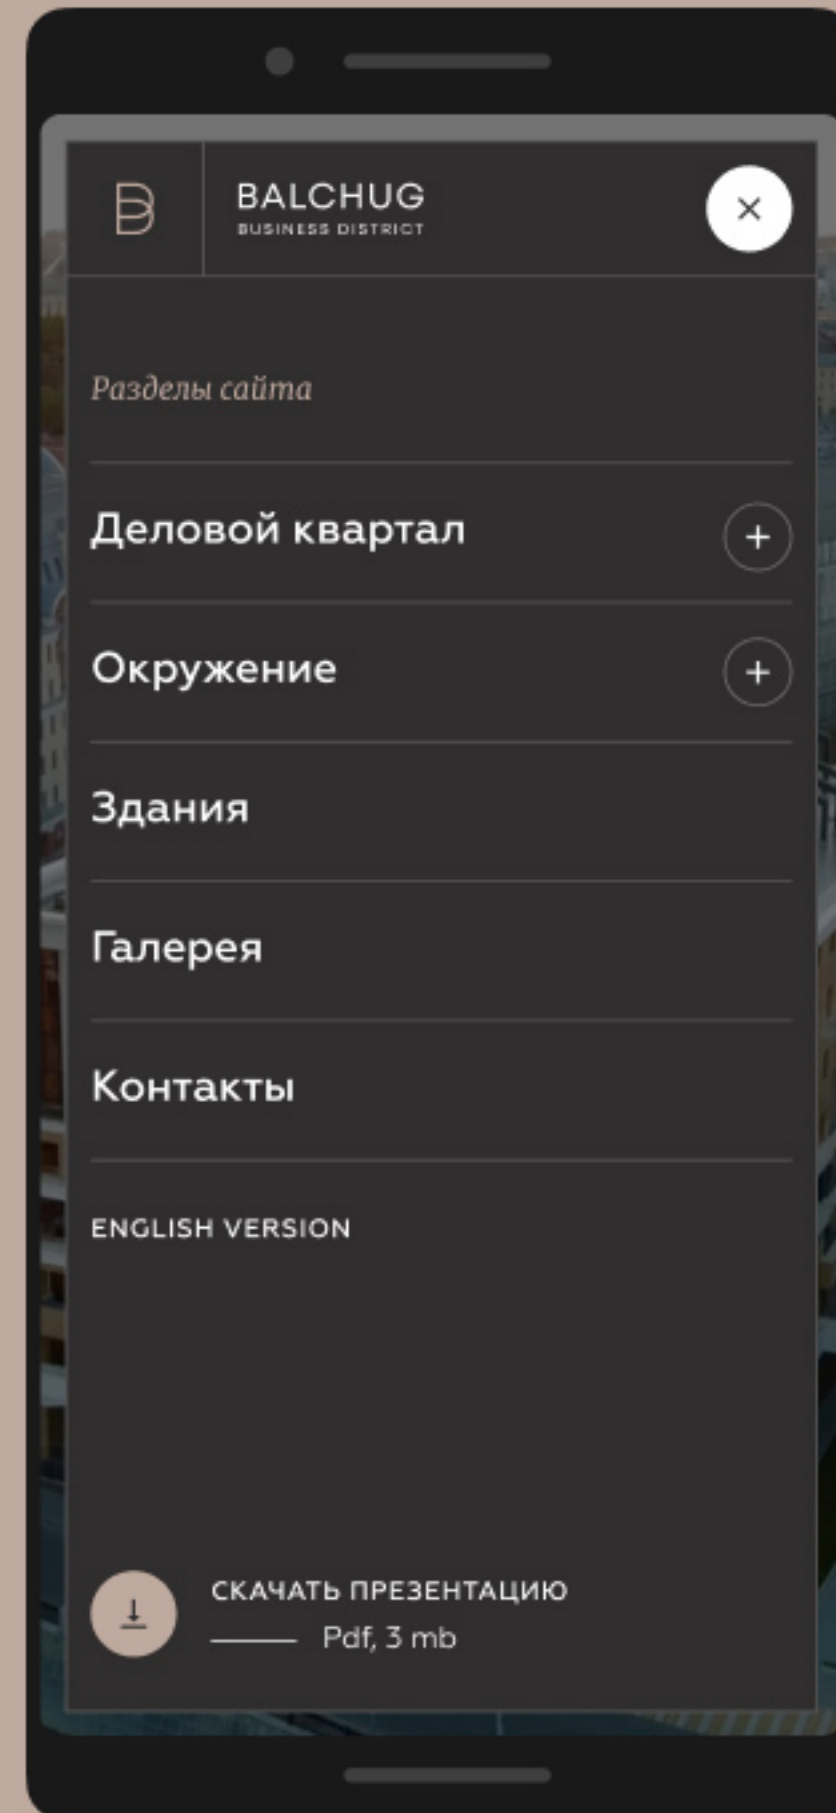 BALCHUG
BUSINESS DISTRICT
Разделы сайта
Деловой квартал
Окружение
Здания
Галерея
Контакты
ENGLISH VERSION
СКАЧАТЬ ПРЕЗЕНТАЦИЮ
Pdf, 3 mb